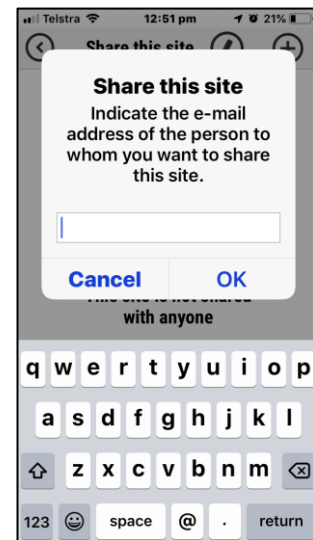 Telstra 12:51 pm 21%
Share this site
Share this site
Indicate the e-mail
address of the person to
whom you want to share
this site.
Cancel OK
This site is not shared
with anyone
q w e r t y u i o p
a s d f g h j k l
z x c v b n m
123 space @ . return